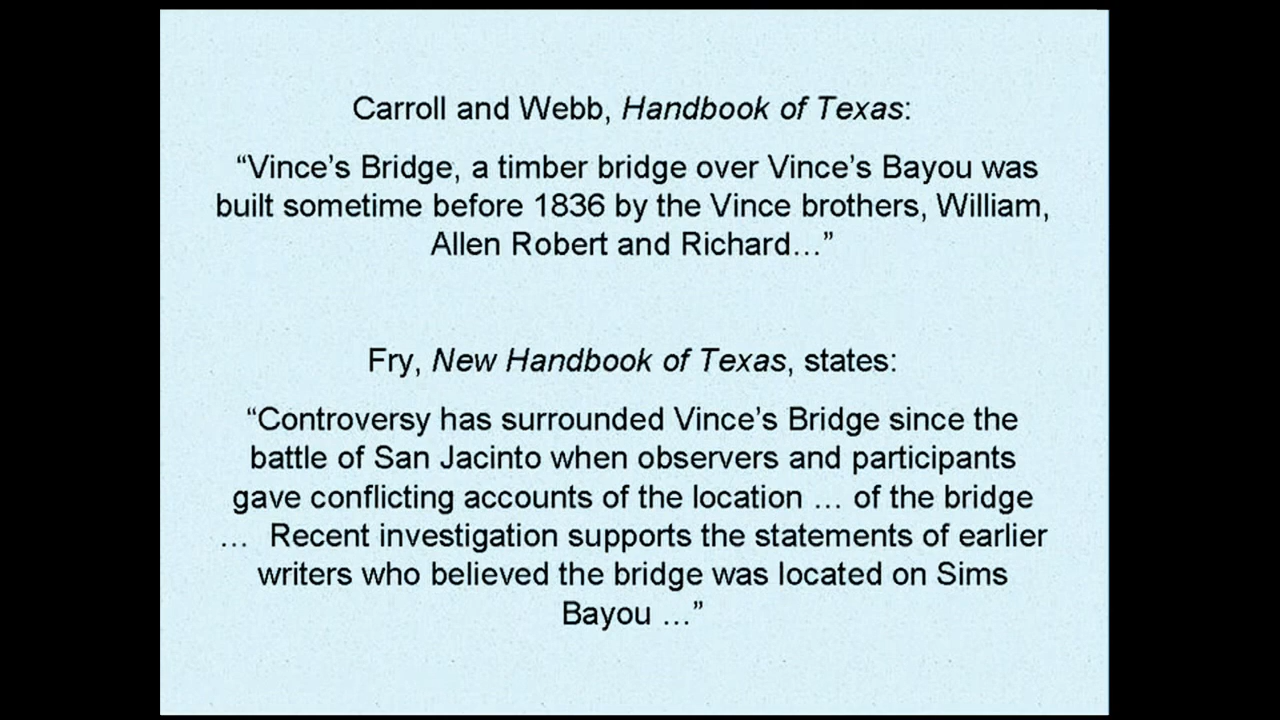 Carroll and Webb, Handbook of Texas:
“Vince’s Bridge, a timber bridge over Vince’s Bayou was
built sometime before 1836 by the Vince brothers, William,
Allen Robert and Richard…”
Fry, New Handbook of Texas, states:
“Controversy has surrounded Vince’s Bridge since the
battle of San Jacinto when observers and participants
gave conflicting accounts of the location … of the bridge
… Recent investigation supports the statements of earlier
writers who believed the bridge was located on Sims
Bayou …”